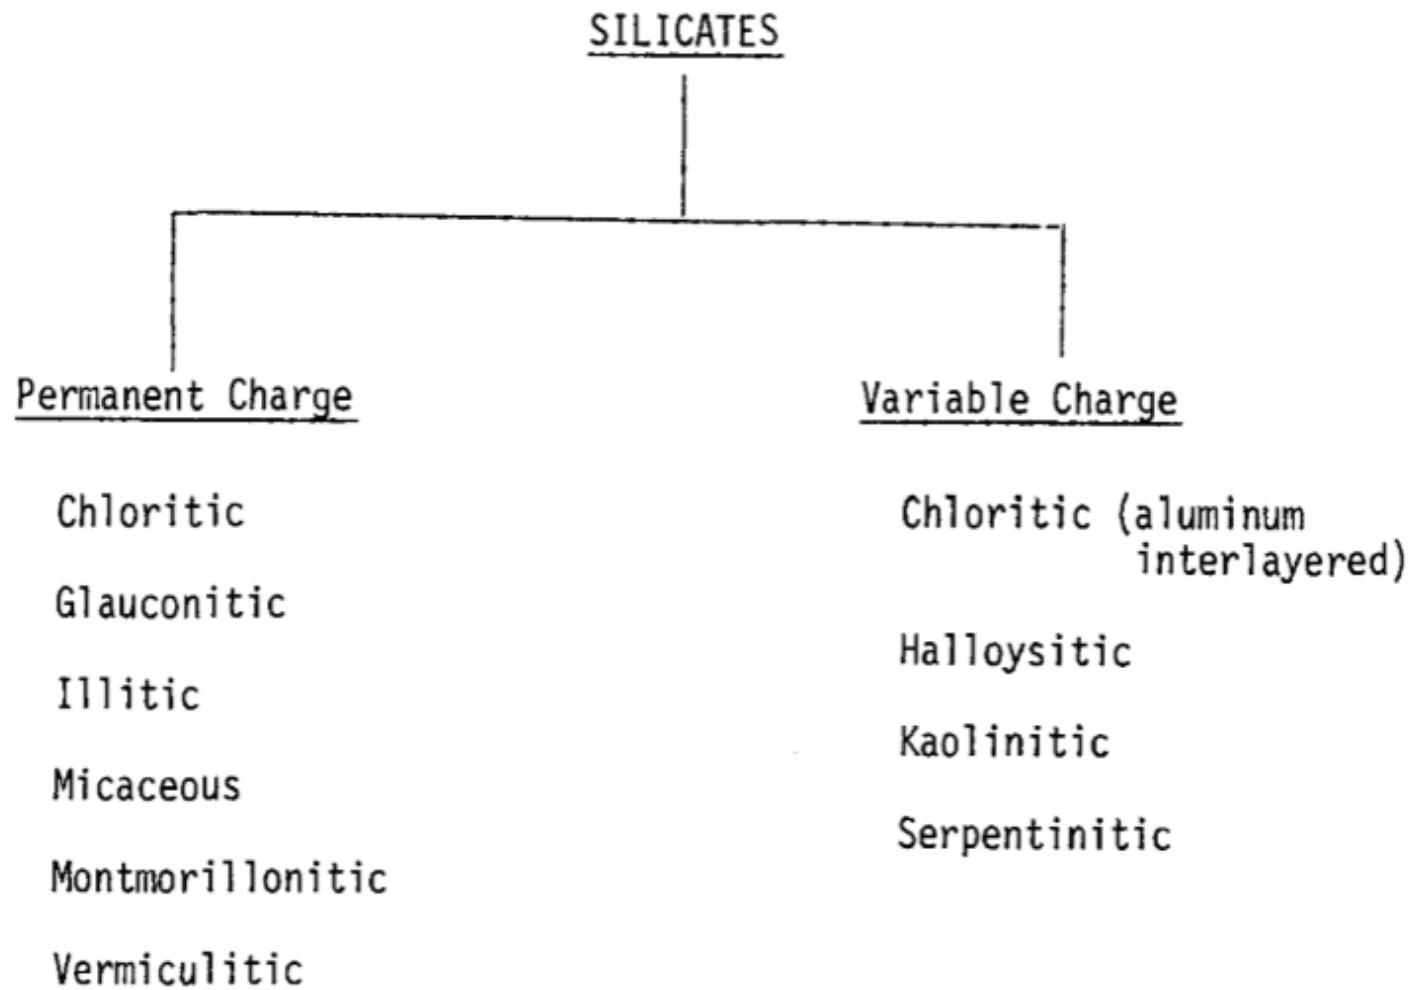 SILICATES
Permanent Charge
Chloritic
Glauconitic
Illitic
Micaceous
Montmorillonitic
Vermiculitic
Variable Charge
Chloritic (aluminum
interlayered)
Halloysitic
Kaolinitic
Serpentinitic